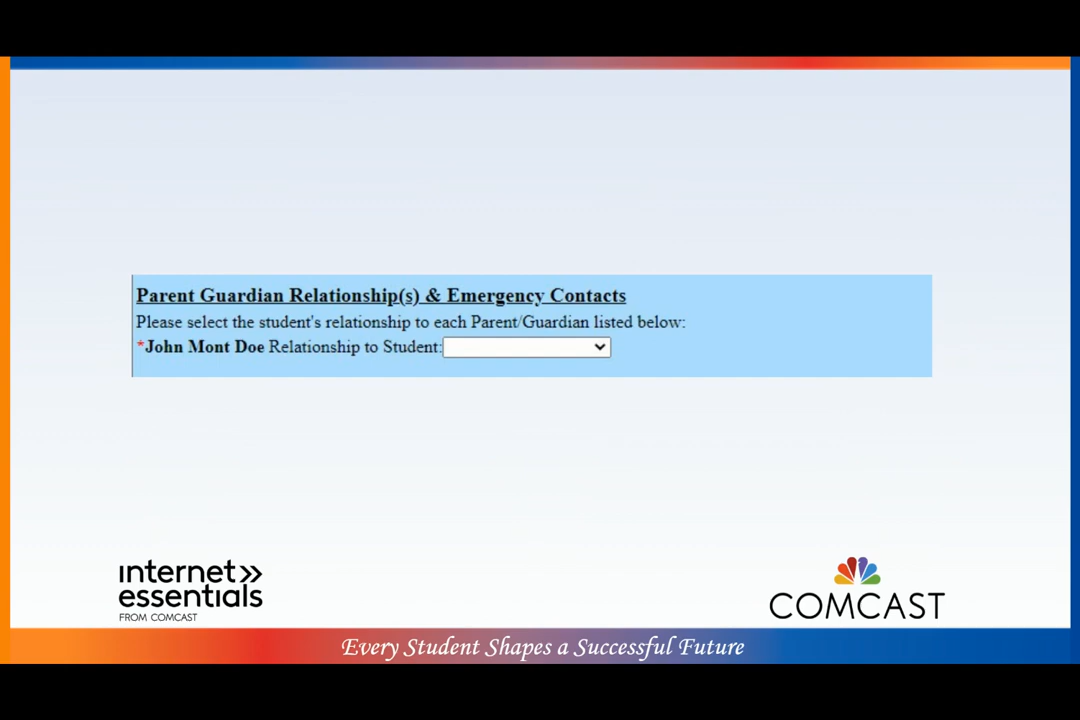 Parent Guardian Relationship(s) & Emergency Contacts
Please select the student's relationship to each Parent/Guardian listed below:
*John Mont Doe Relationship to Student:
internet
essentials
FROM COMCAST
COMCAST
Every Student Shapes a Successful Future